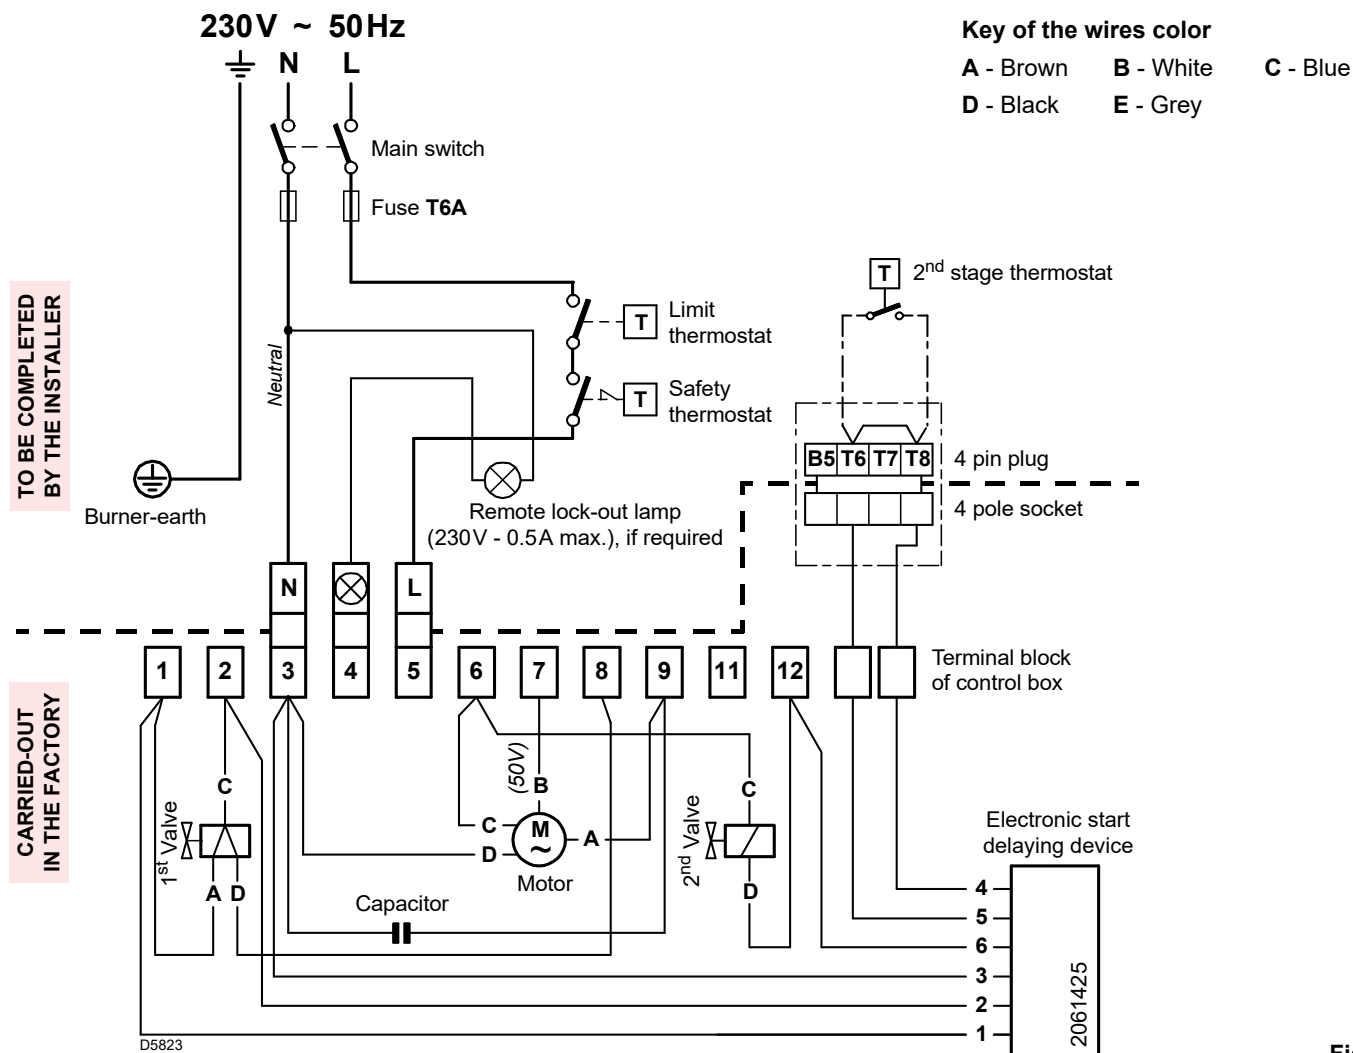 230V ~ 50Hz
N L
Key of the wires color
A - Brown B - White C - Blue
D - Black E - Grey
Main switch
Fuse T6A
T 2nd stage thermostat
TO BE COMPLETED
BY THE INSTALLER
Neutral
T Limit
thermostat
T Safety
thermostat
B5 T6 T7 T8 4 pin plug
4 pole socket
Burner-earth
Remote lock-out lamp
(230V - 0.5A max.), if required
N L
1 2 3 4 5 6 7 8 9 11 12
Terminal block
of control box
CARRIED-OUT
IN THE FACTORY
(50V)
C B C
1st Valve
C M ~ A
D
Motor
2nd Valve
A D D
Capacitor
Electronic start
delaying device
4
5
6
3
2
1
2061425
D5823